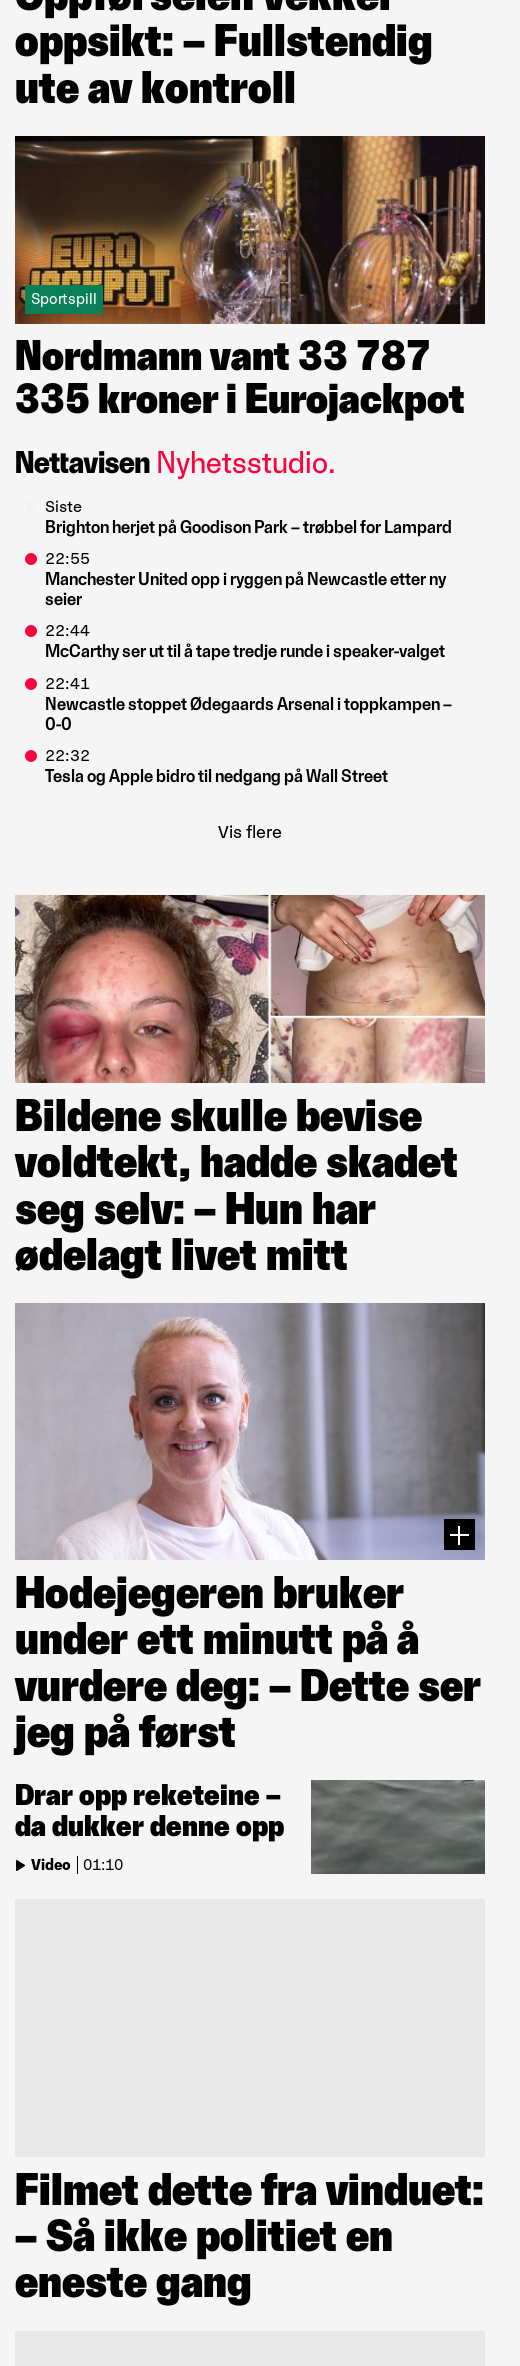 Oppførselen vekker
oppsikt: – Fullstendig
ute av kontroll
EURO
JACKPOT
Sportspill
Nordmann vant 33 787
335 kroner i Eurojackpot
Nettavisen Nyhetsstudio.
Siste
Brighton herjet på Goodison Park – trøbbel for Lampard
22:55
Manchester United opp i ryggen på Newcastle etter ny
seier
22:44
McCarthy ser ut til å tape tredje runde i speaker-valget
22:41
Newcastle stoppet Ødegaards Arsenal i toppkampen –
0-0
22:32
Tesla og Apple bidro til nedgang på Wall Street
Vis flere
Bildene skulle bevise
voldtekt, hadde skadet
seg selv: – Hun har
ødelagt livet mitt
Hodejegeren bruker
under ett minutt på å
vurdere deg: – Dette ser
jeg på først
Drar opp reketeine –
da dukker denne opp
Video | 01:10
Filmet dette fra vinduet:
– Så ikke politiet en
eneste gang